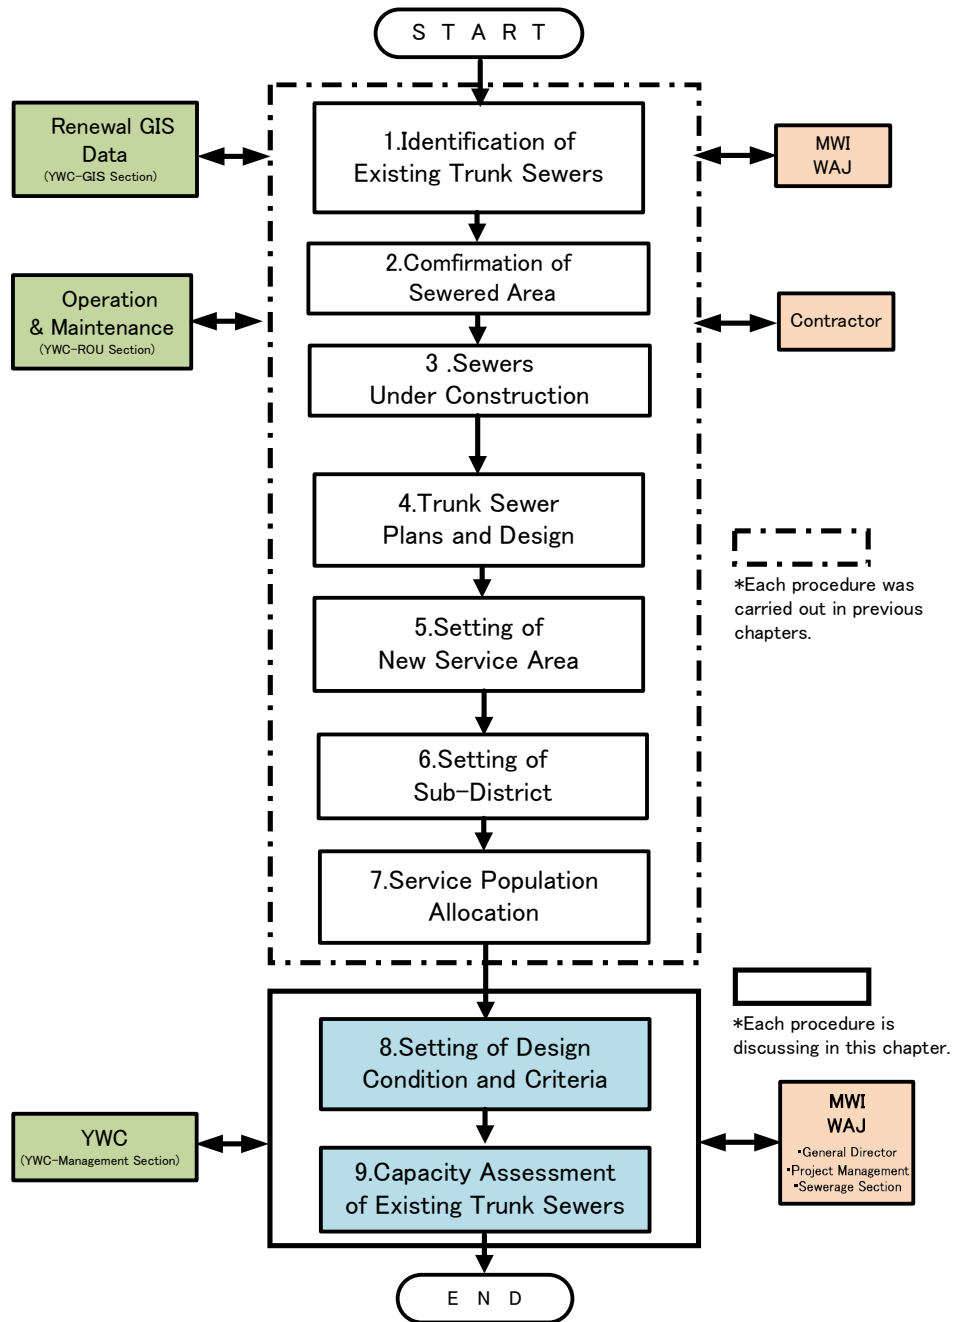 S T A R T
Renewal GIS
Data
(YWC-GIS Section)
1.Identification of
Existing Trunk Sewers
MWI
WAJ
2.Comfirmation of
Sewered Area
Operation
& Maintenance
(YWC-ROU Section)
Contractor
3 .Sewers
Under Construction
4.Trunk Sewer
Plans and Design
*Each procedure was
carried out in previous
chapters.
5.Setting of
New Service Area
6.Setting of
Sub-District
7.Service Population
Allocation
*Each procedure is
discussing in this chapter.
8.Setting of Design
Condition and Criteria
YWC
(YWC-Management Section)
MWI
WAJ
・General Director
・Project Management
・Sewerage Section
9.Capacity Assessment
of Existing Trunk Sewers
E N D